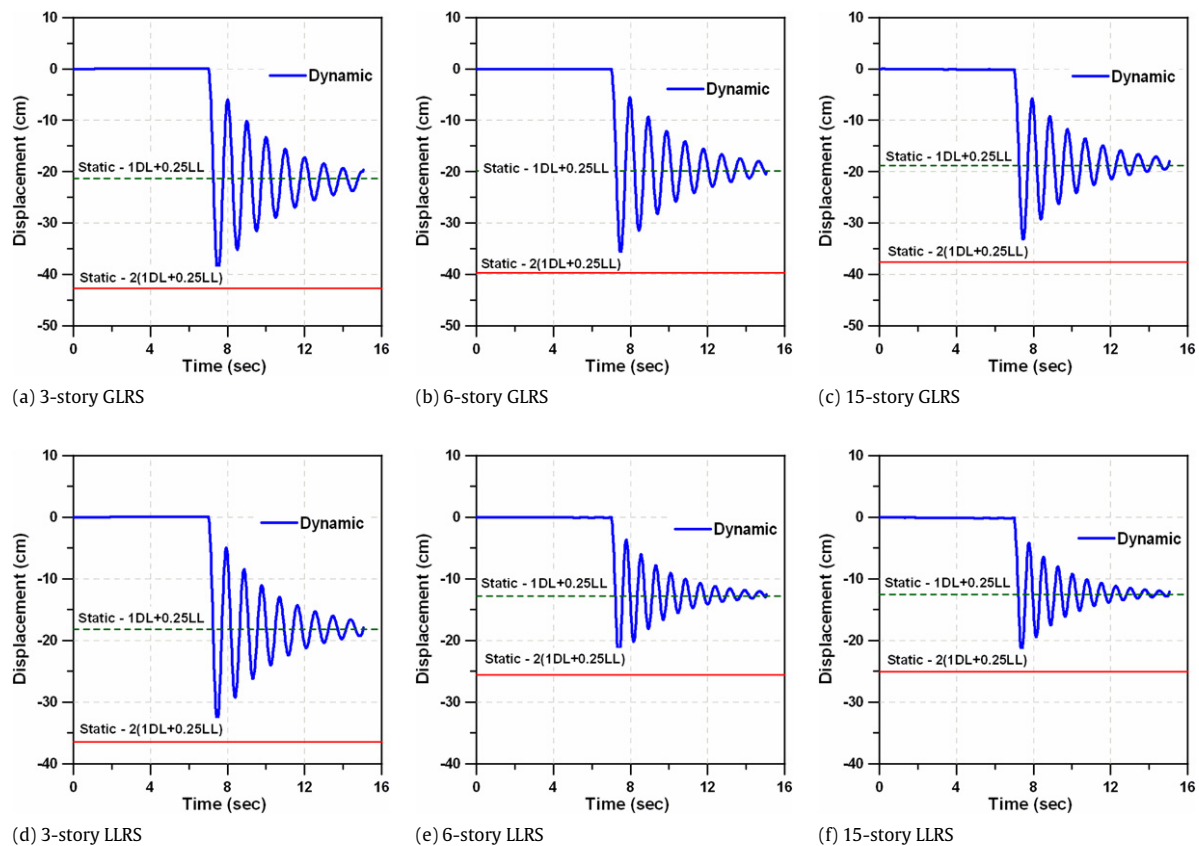 10
0
-10
-20
-30
-40
-50
Displacement (cm)
Dynamic
Static - 1DL+0.25LL
Static - 2(1DL+0.25LL)
0 4 8 12 16
Time (sec)
(a) 3-story GLRS
10
0
-10
-20
-30
-40
-50
Displacement (cm)
Dynamic
Static - 1DL+0.25LL
Static - 2(1DL+0.25LL)
0 4 8 12 16
Time (sec)
(b) 6-story GLRS
10
0
-10
-20
-30
-40
-50
Displacement (cm)
Dynamic
Static - 1DL+0.25LL
Static - 2(1DL+0.25LL)
0 4 8 12 16
Time (sec)
(c) 15-story GLRS
10
0
-10
-20
-30
-40
Displacement (cm)
Dynamic
Static - 1DL+0.25LL
Static - 2(1DL+0.25LL)
0 4 8 12 16
Time (sec)
(d) 3-story LLRS
10
0
-10
-20
-30
-40
Displacement (cm)
Dynamic
Static - 1DL+0.25LL
Static - 2(1DL+0.25LL)
0 4 8 12 16
Time (sec)
(e) 6-story LLRS
10
0
-10
-20
-30
-40
Displacement (cm)
Dynamic
Static - 1DL+0.25LL
Static - 2(1DL+0.25LL)
0 4 8 12 16
Time (sec)
(f) 15-story LLRS